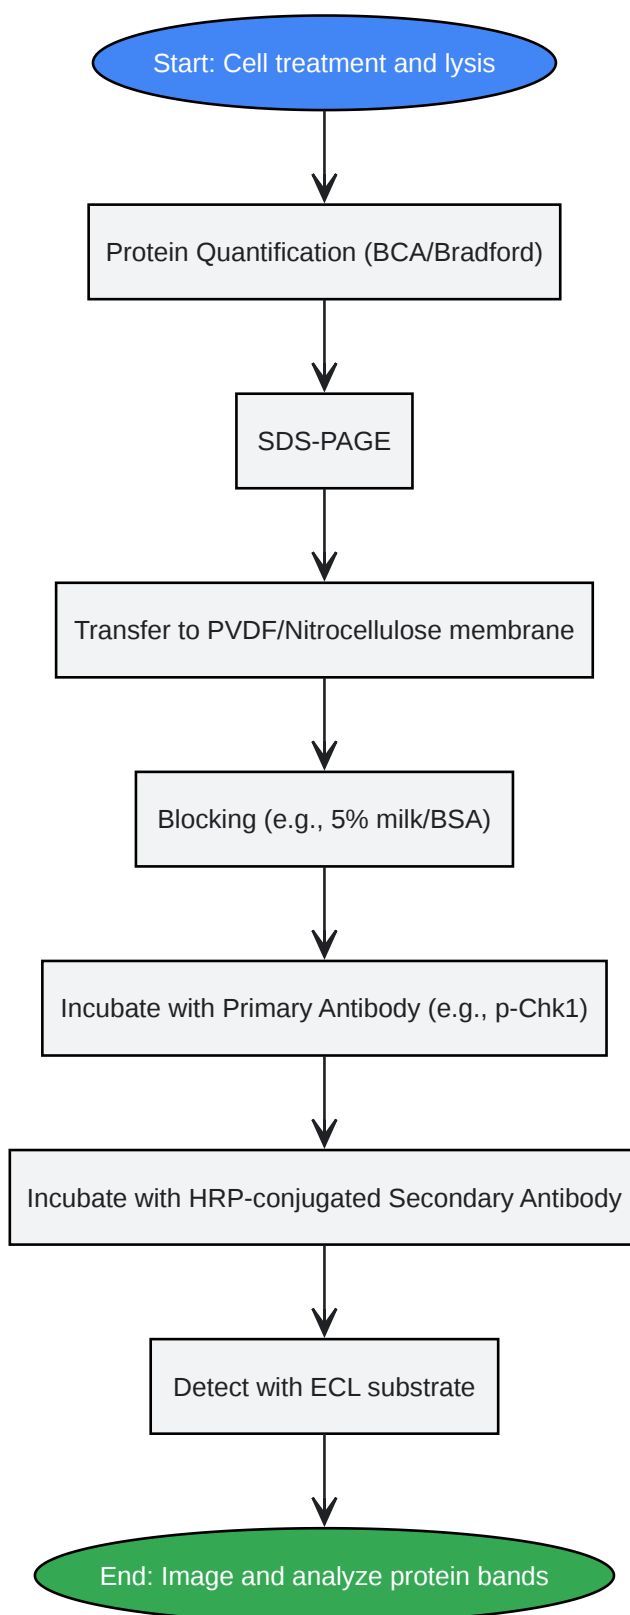 Start: Cell treatment and lysis
Protein Quantification (BCA/Bradford)
SDS-PAGE
Transfer to PVDF/Nitrocellulose membrane
Blocking (e.g., 5% milk/BSA)
Incubate with Primary Antibody (e.g., p-Chk1)
Incubate with HRP-conjugated Secondary Antibody
Detect with ECL substrate
End: Image and analyze protein bands